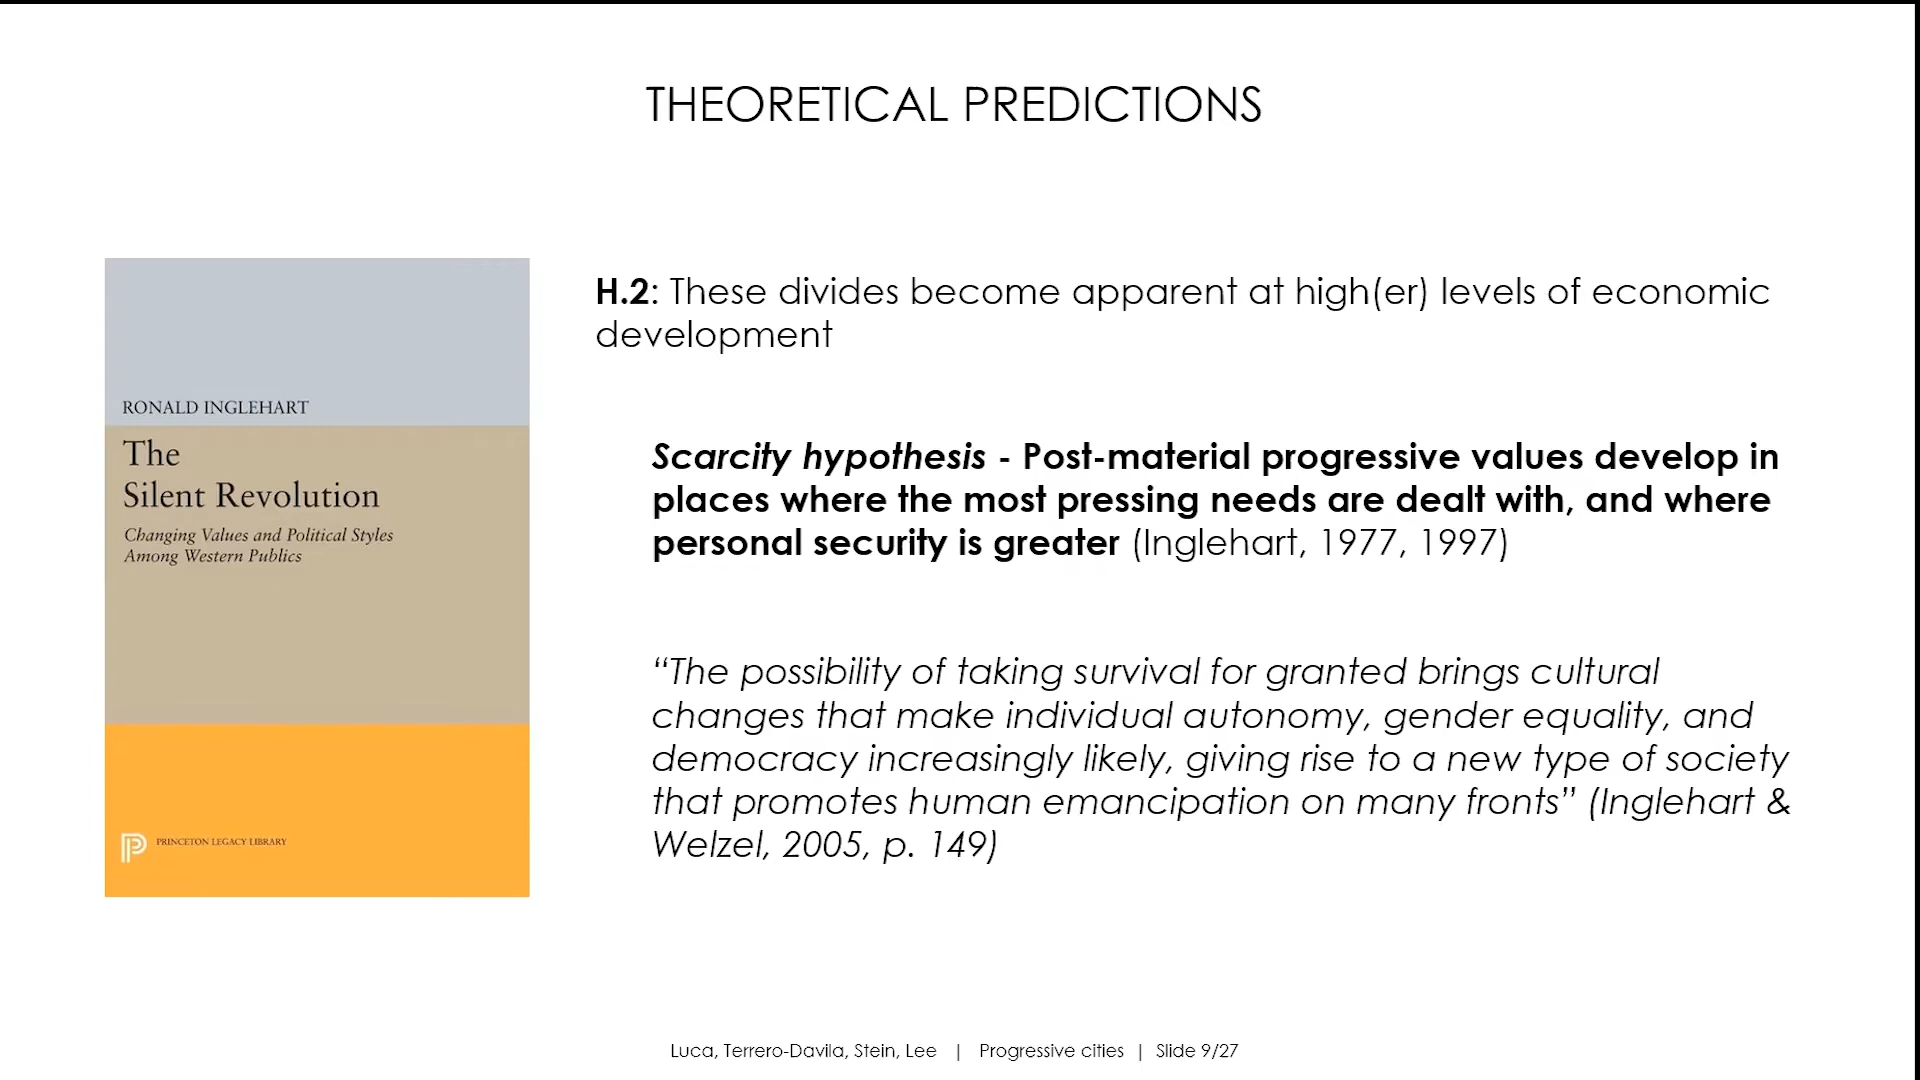 THEORETICAL PREDICTIONS
RONALD INGLEHART
The
Silent Revolution
Changing Values and Political Styles
Among Western Publics
PRINCETON LEGACY LIBRARY
H.2: These divides become apparent at high(er) levels of economic
development
Scarcity hypothesis - Post-material progressive values develop in
places where the most pressing needs are dealt with, and where
personal security is greater (Inglehart, 1977, 1997)
“The possibility of taking survival for granted brings cultural
changes that make individual autonomy, gender equality, and
democracy increasingly likely, giving rise to a new type of society
that promotes human emancipation on many fronts” (Inglehart &
Welzel, 2005, p. 149)
Luca, Terrero-Davila, Stein, Lee | Progressive cities | Slide 9/27